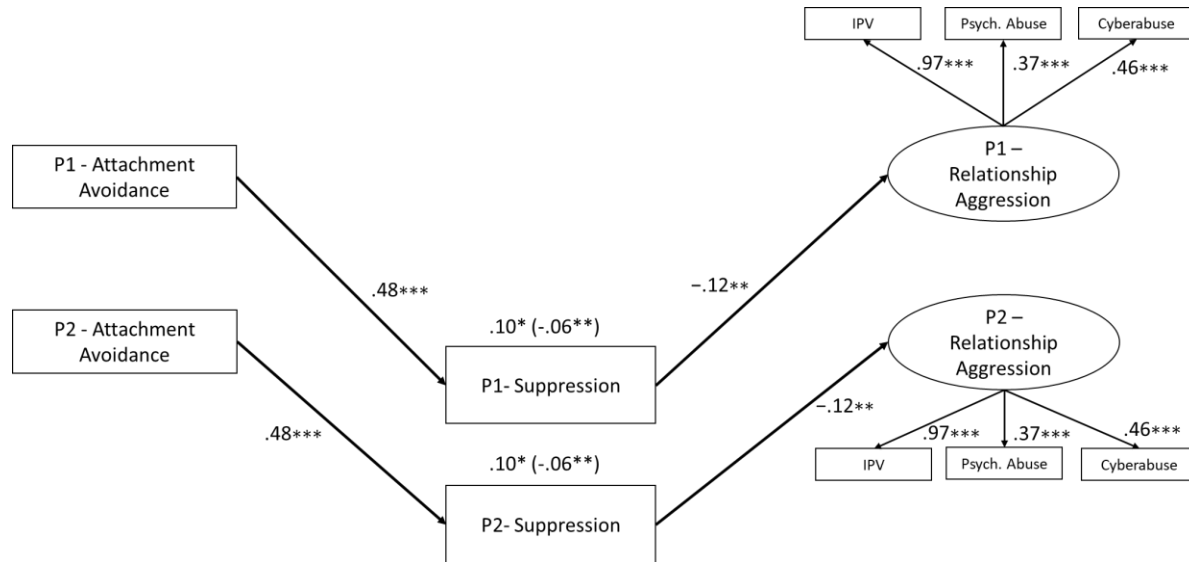 IPV
Psych. Abuse
Cyberabuse
.97***
.37***
.46***
P1 - Attachment
Avoidance
P1 –
Relationship
Aggression
.48***
−.12**
P2 - Attachment
Avoidance
.10* (-.06**)
P1- Suppression
P2 –
Relationship
Aggression
.48***
−.12**
.97***
.37***
.46***
IPV
Psych. Abuse
Cyberabuse
.10* (-.06**)
P2- Suppression